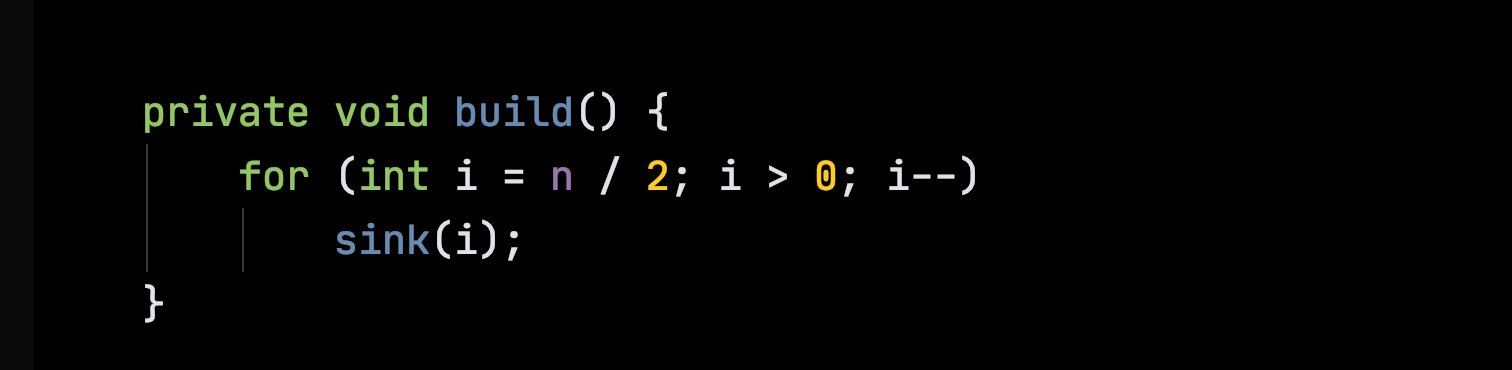 private void build() {
    for (int i = n / 2; i > 0; i--)
        sink(i);
}